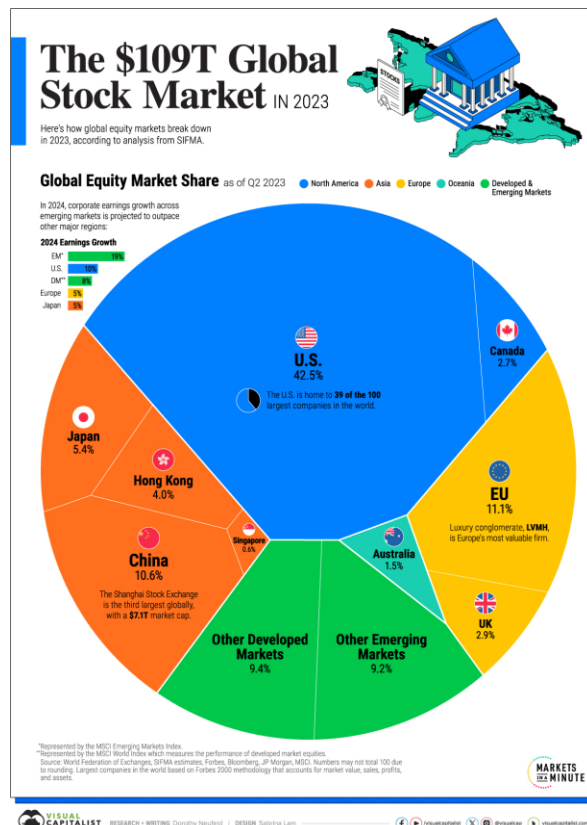 The $109T Global
Stock Market IN 2023
STOCKS
Here's how global equity markets break down
in 2023, according to analysis from SIFMA.
Global Equity Market Share as of Q2 2023
North America
Asia
Europe
Oceania
Developed &
Emerging Markets
In 2024, corporate earnings growth across
emerging markets is projected to outpace
other major regions:
2024 Earnings Growth
EM* 19%
U.S. 10%
DM** 8%
Europe 5%
Japan 5%
U.S.
42.5%
The U.S. is home to 39 of the 100
largest companies in the world.
Canada
2.7%
Japan
5.4%
Hong Kong
4.0%
EU
11.1%
Luxury conglomerate, LVMH,
is Europe's most valuable firm.
China
10.6%
The Shanghai Stock Exchange
is the third largest globally,
with a $7.1T market cap.
Singapore
0.6%
Australia
1.5%
UK
2.9%
Other Developed
Markets
9.4%
Other Emerging
Markets
9.2%
*Represented by the MSCI Emerging Markets Index.
**Represented by the MSCI World Index which measures the performance of developed market equities.
Source: World Federation of Exchanges, SIFMA estimates, Forbes, Bloomberg, JP Morgan, MSCI. Numbers may not total 100 due
to rounding. Largest companies in the world based on Forbes 2000 methodology that accounts for market value, sales, profits,
and assets.
MARKETS
IN A
MINUTE
VISUAL
CAPITALIST
RESEARCH + WRITING Dorothy Neufeld | DESIGN Sabrina Lam
/visualcapitalist
@visualcap
visualcapitalist.com